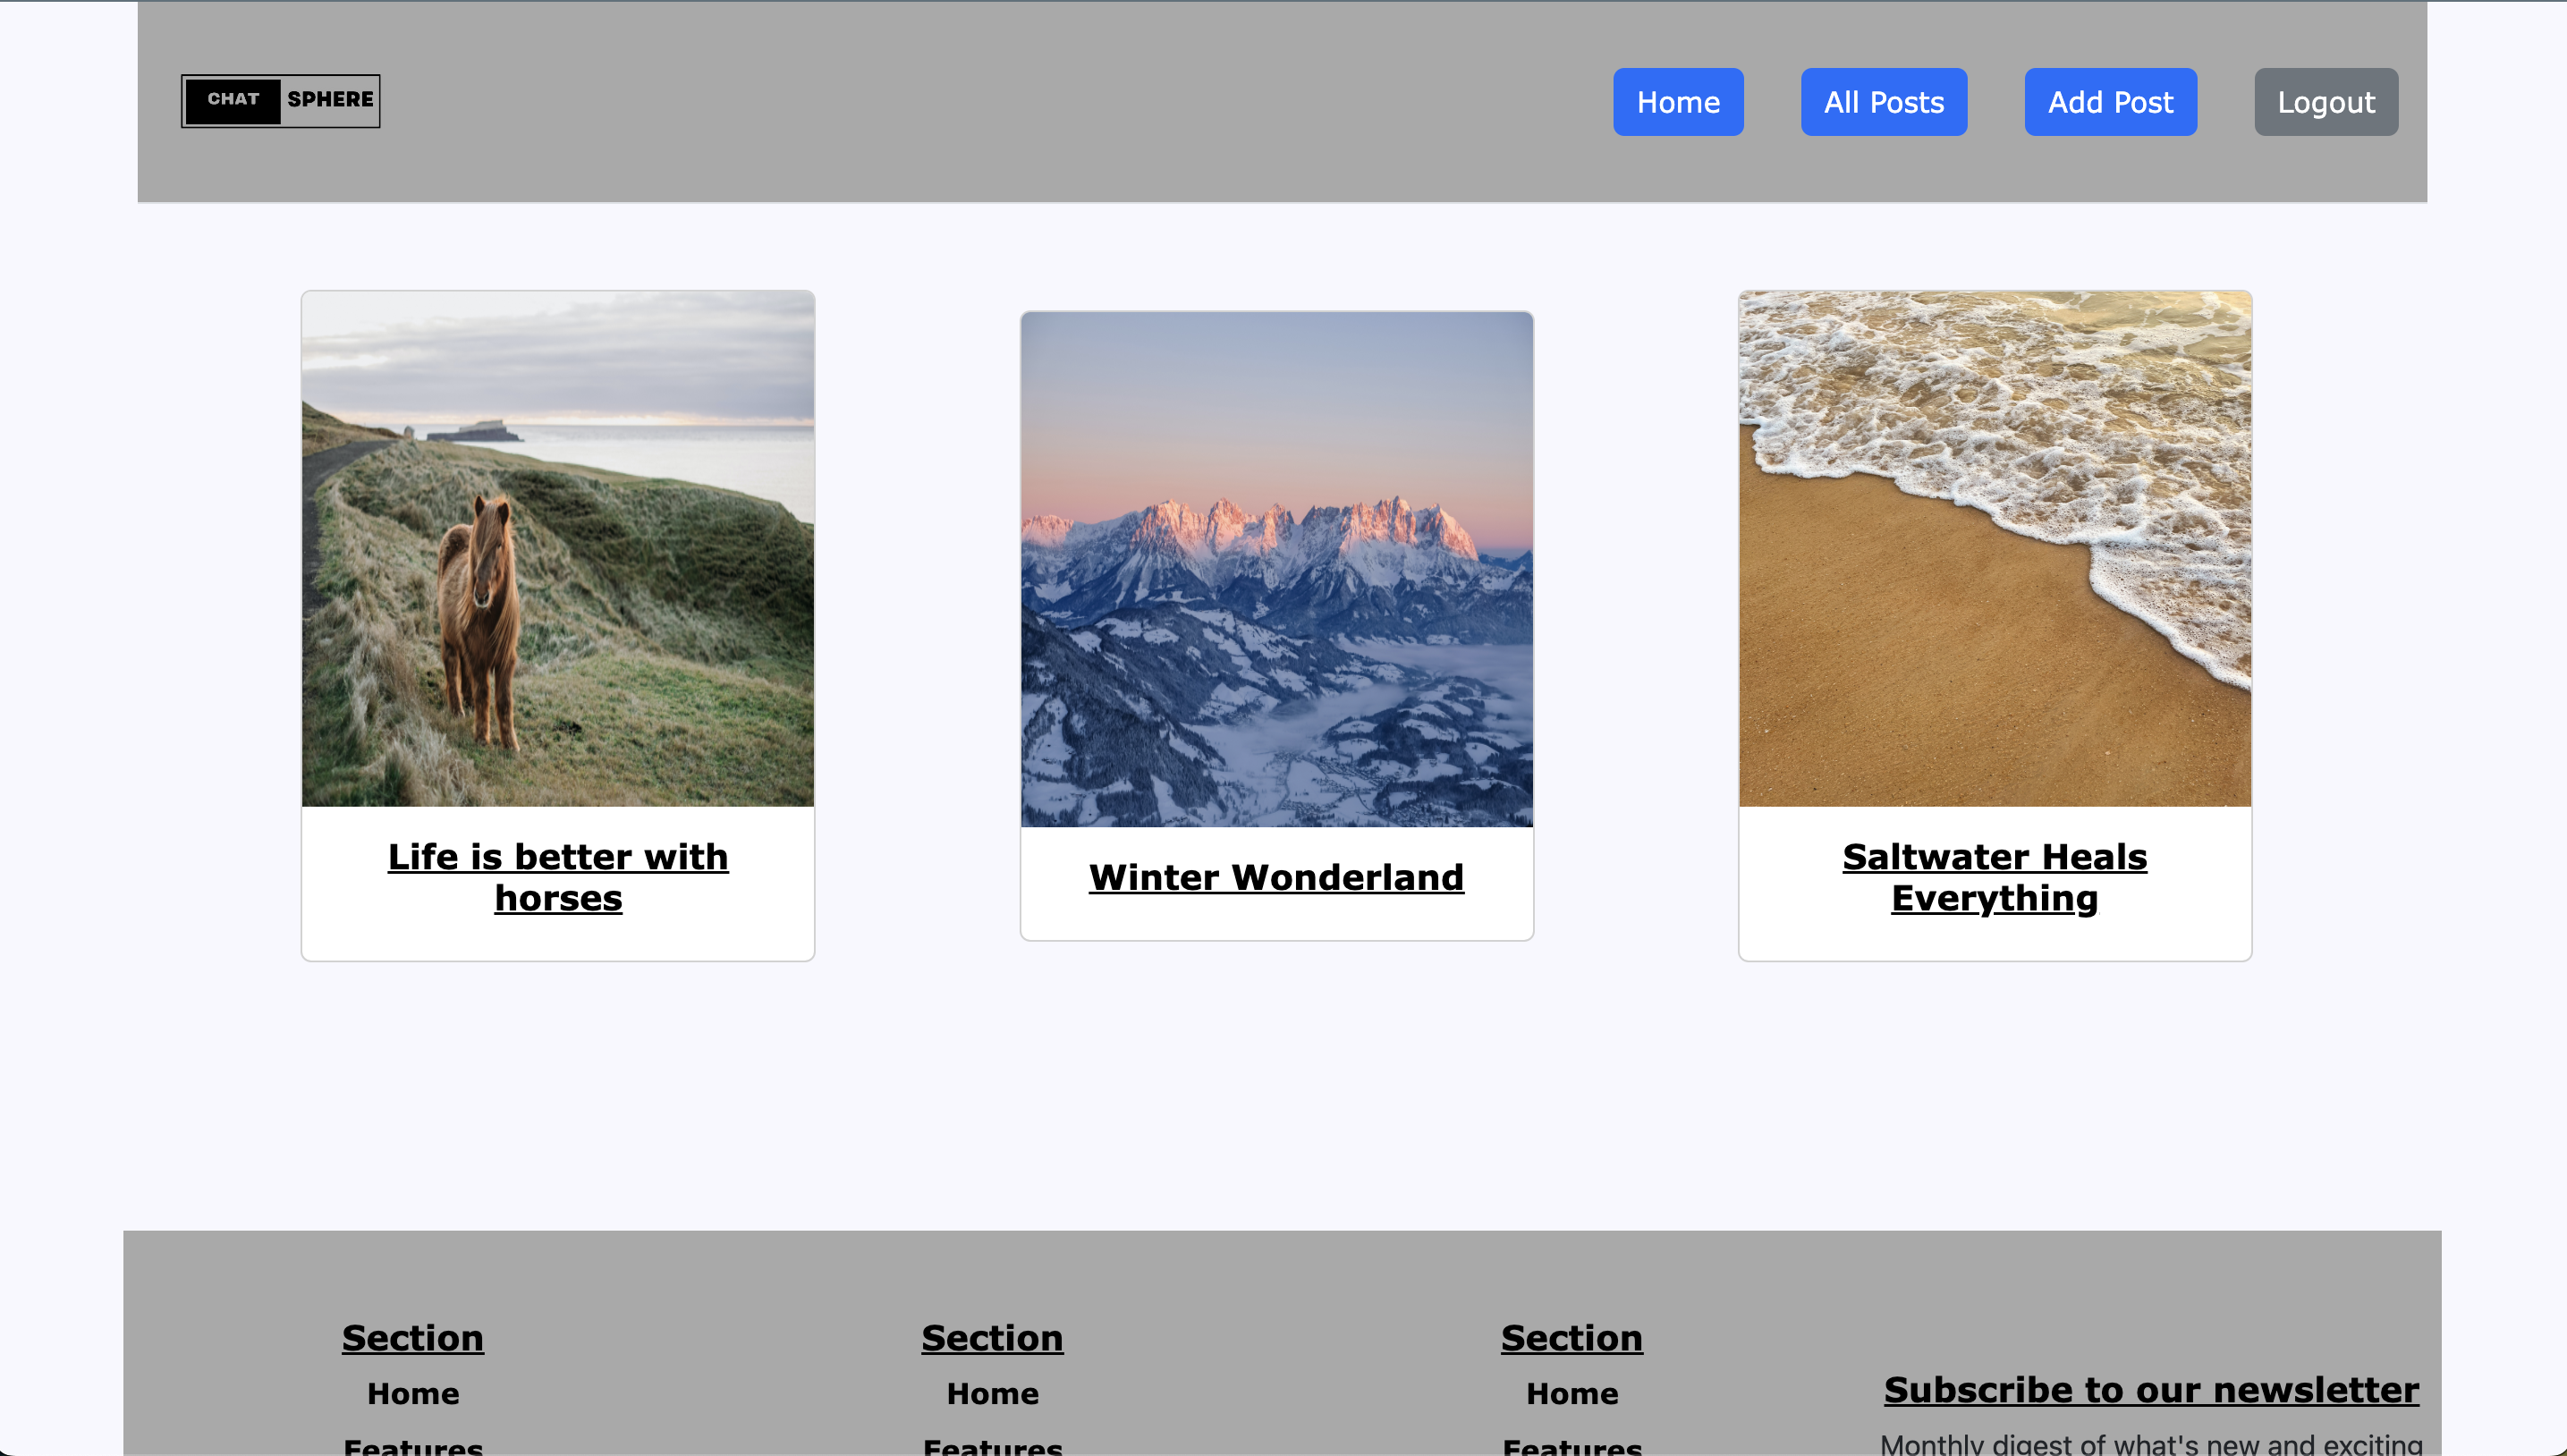 CHAT SPHERE
Home
All Posts
Add Post
Logout
Life is better with
horses
Winter Wonderland
Saltwater Heals
Everything
Section
Home
Features
Section
Home
Features
Section
Home
Features
Subscribe to our newsletter
Monthly digest of what's new and exciting